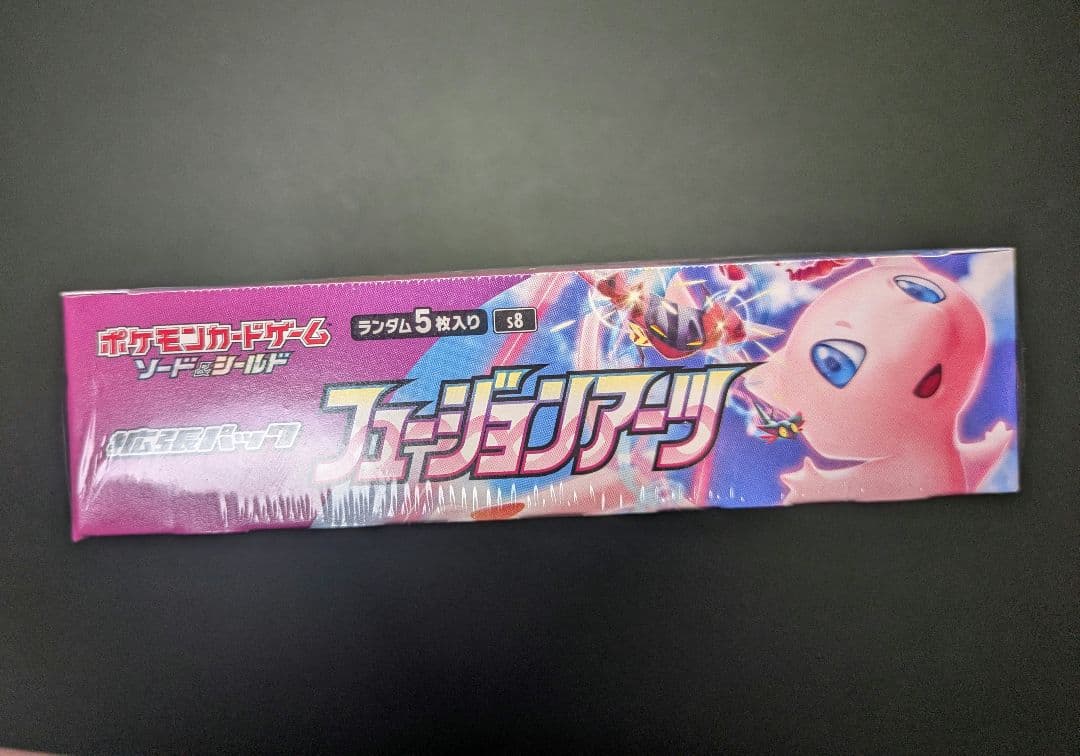 ポケモンカードゲーム
ソード&シールド
ランダム5枚入り
s8
拡張パック
フュージョンアーツ